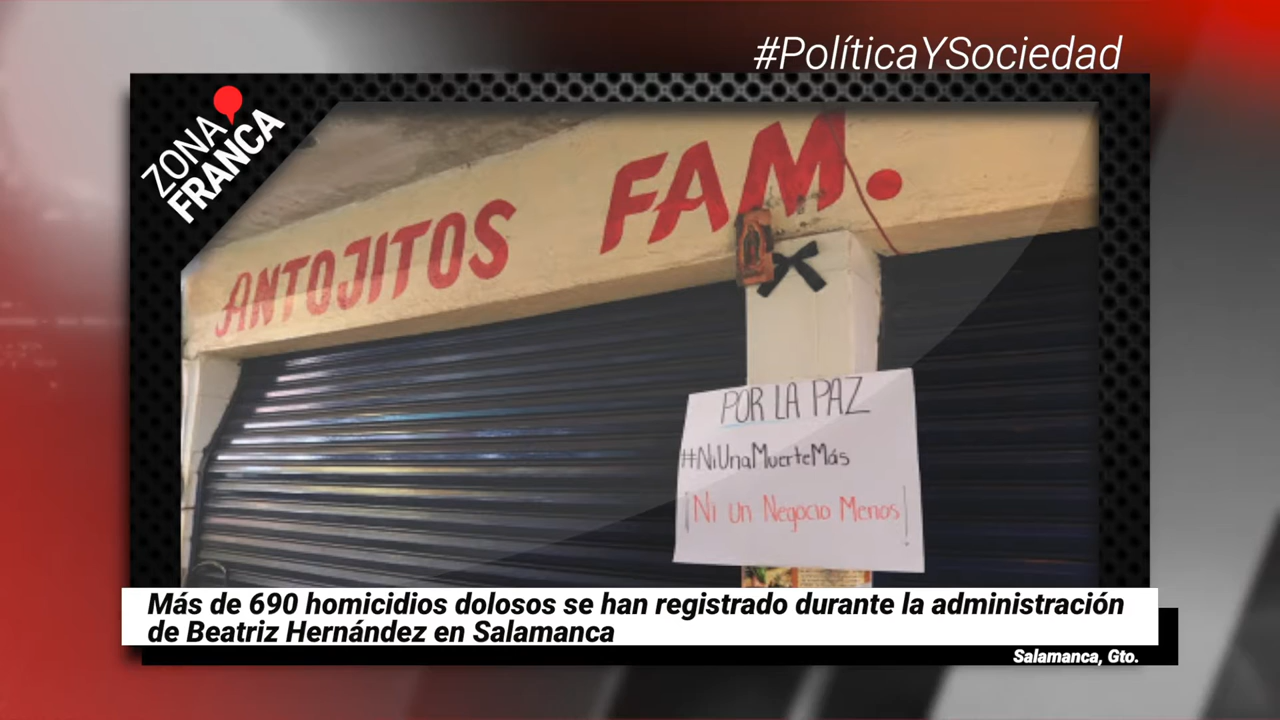 #PolíticaYSociedad
ZONA
FRANCA
ANTOJITOS FAM.
POR LA PAZ
#NiUnaMuerteMás
¡Ni un Negocio Menos!
Más de 690 homicidios dolosos se han registrado durante la administración
de Beatriz Hernández en Salamanca
Salamanca, Gto.